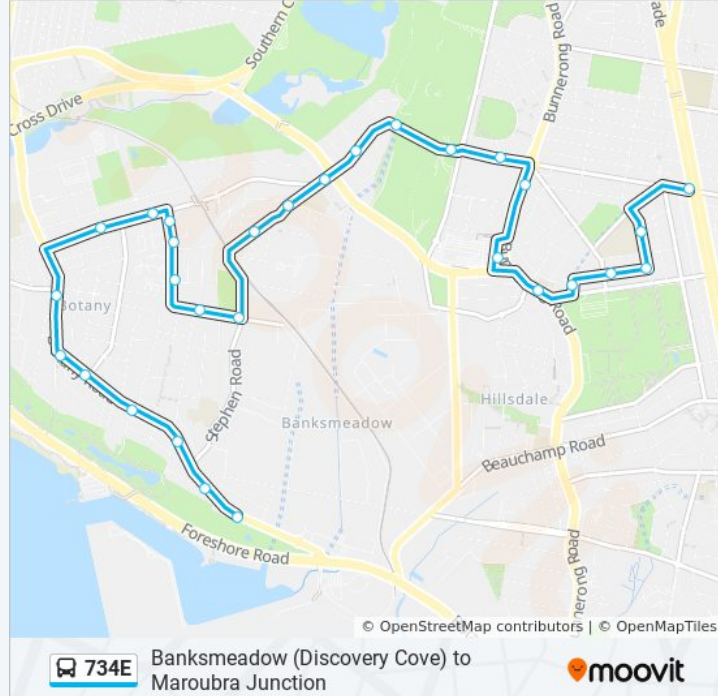 Southern C
ade
Bunnerong Road
Cross Drive
Botany
Road
Stephen Road
Hillsdale
Banksmeadow
Beauchamp Road
Foreshore Road
nnerong Road
© OpenStreetMap contributors | © OpenMapTiles
734E
Banksmeadow (Discovery Cove) to
Maroubra Junction
moovit